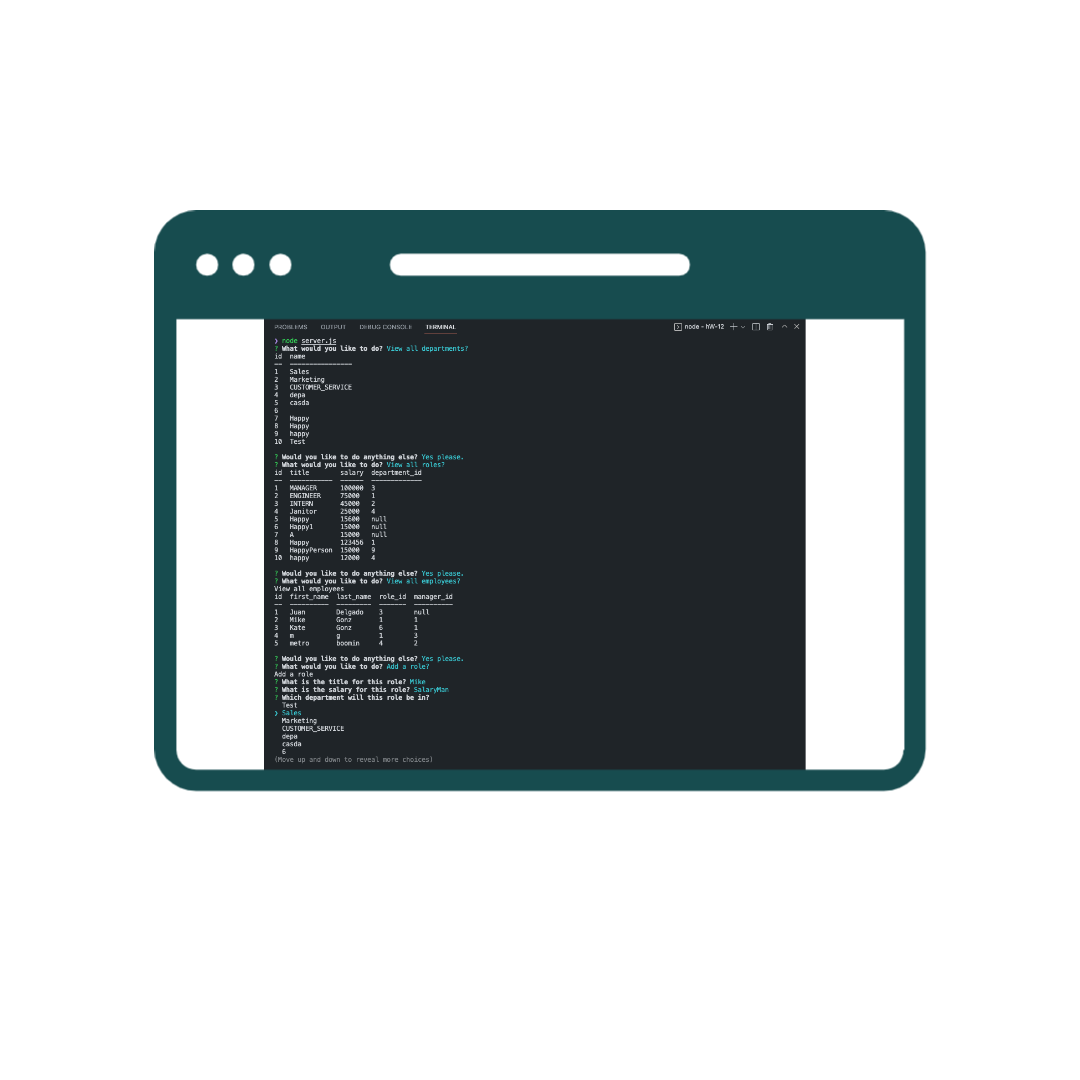 PROBLEMS OUTPUT DEBUG CONSOLE TERMINAL node - hW-12
❯ node server.js
? What would you like to do? View all departments?
id name
-- ----------------
1 Sales
2 Marketing
3 CUSTOMER_SERVICE
4 depa
5 casda
6
7 Happy
8 Happy
9 happy
10 Test
? Would you like to do anything else? Yes please.
? What would you like to do? View all roles?
id title salary department_id
-- ----------- ------ -------------
1 MANAGER 100000 3
2 ENGINEER 75000 1
3 INTERN 45000 2
4 Janitor 25000 4
5 Happy 15600 null
6 Happy1 15000 null
7 A 15000 null
8 Happy 123456 1
9 HappyPerson 15000 9
10 happy 12000 4
? Would you like to do anything else? Yes please.
? What would you like to do? View all employees?
View all employees
id first_name last_name role_id manager_id
-- ---------- --------- ------- ----------
1 Juan Delgado 3 null
2 Mike Gonz 1 1
3 Kate Gonz 6 1
4 m g 1 3
5 metro boomin 4 2
? Would you like to do anything else? Yes please.
? What would you like to do? Add a role?
Add a role
? What is the title for this role? Mike
? What is the salary for this role? SalaryMan
? Which department will this role be in?
Test
❯ Sales
Marketing
CUSTOMER_SERVICE
depa
casda
6
(Move up and down to reveal more choices)